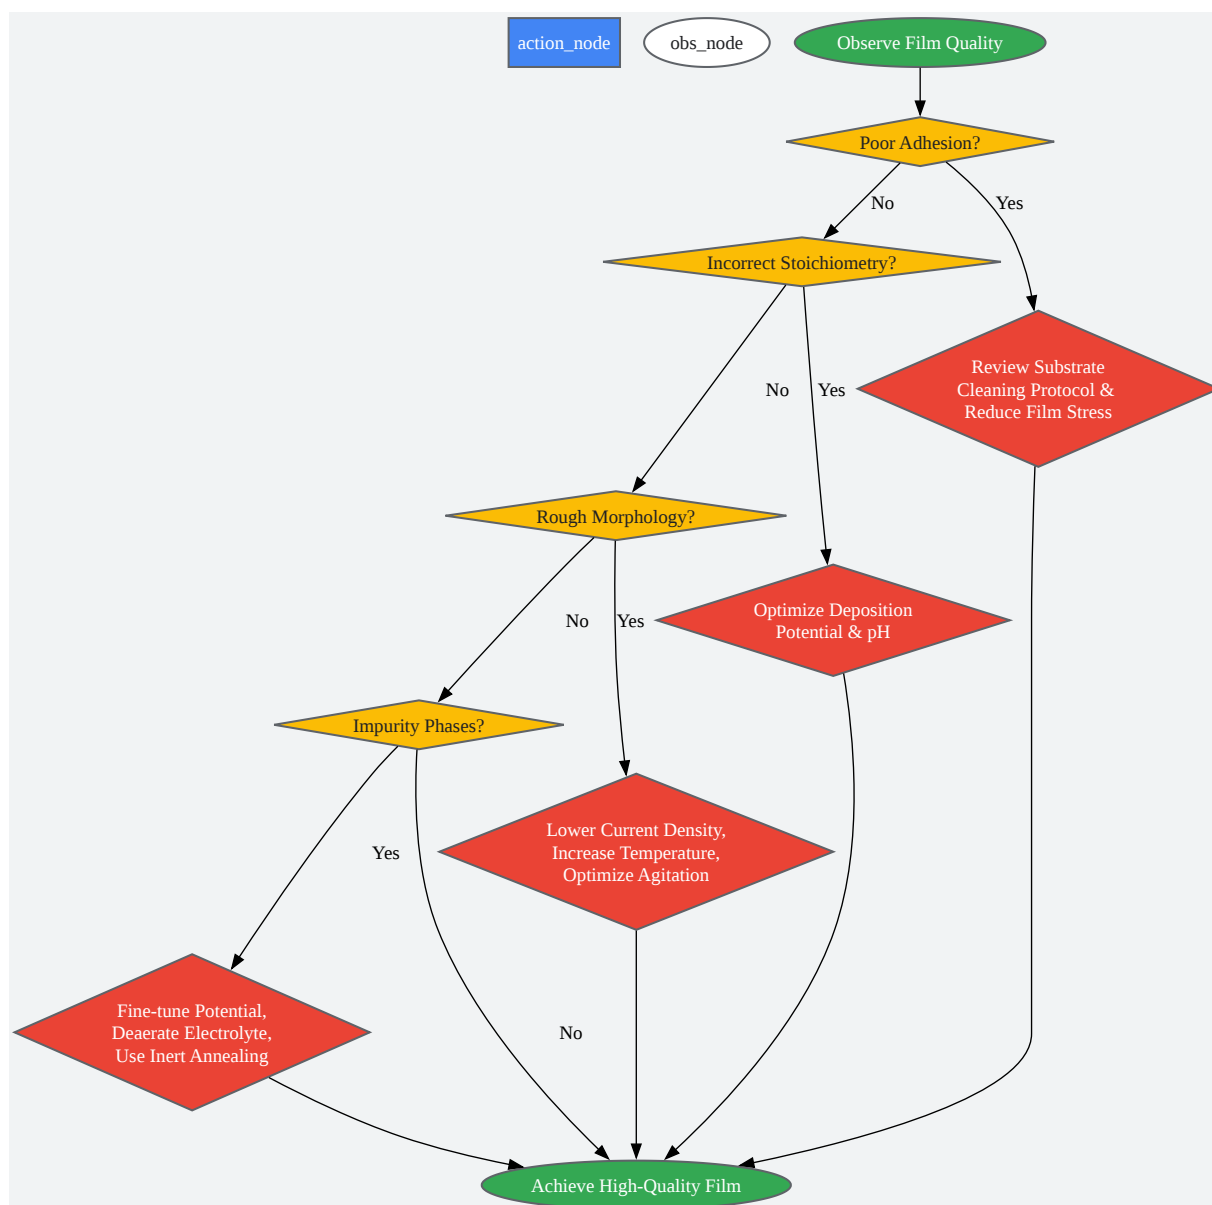 action_node
obs_node
Observe Film Quality
Poor Adhesion?
No
Yes
Incorrect Stoichiometry?
Review Substrate
Cleaning Protocol &
Reduce Film Stress
No
Yes
Rough Morphology?
Optimize Deposition
Potential & pH
No
Yes
Impurity Phases?
Lower Current Density,
Increase Temperature,
Optimize Agitation
Yes
Fine-tune Potential,
Deaerate Electrolyte,
Use Inert Annealing
No
Achieve High-Quality Film